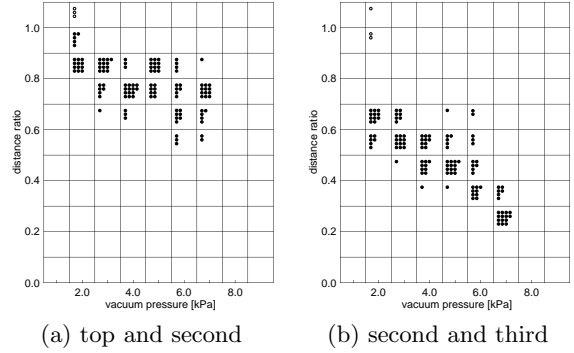 1.0
0.8
0.6
0.4
0.2
0.0
distance ratio
2.0 4.0 6.0 8.0
vacuum pressure [kPa]
(a) top and second
1.0
0.8
0.6
0.4
0.2
0.0
distance ratio
2.0 4.0 6.0 8.0
vacuum pressure [kPa]
(b) second and third